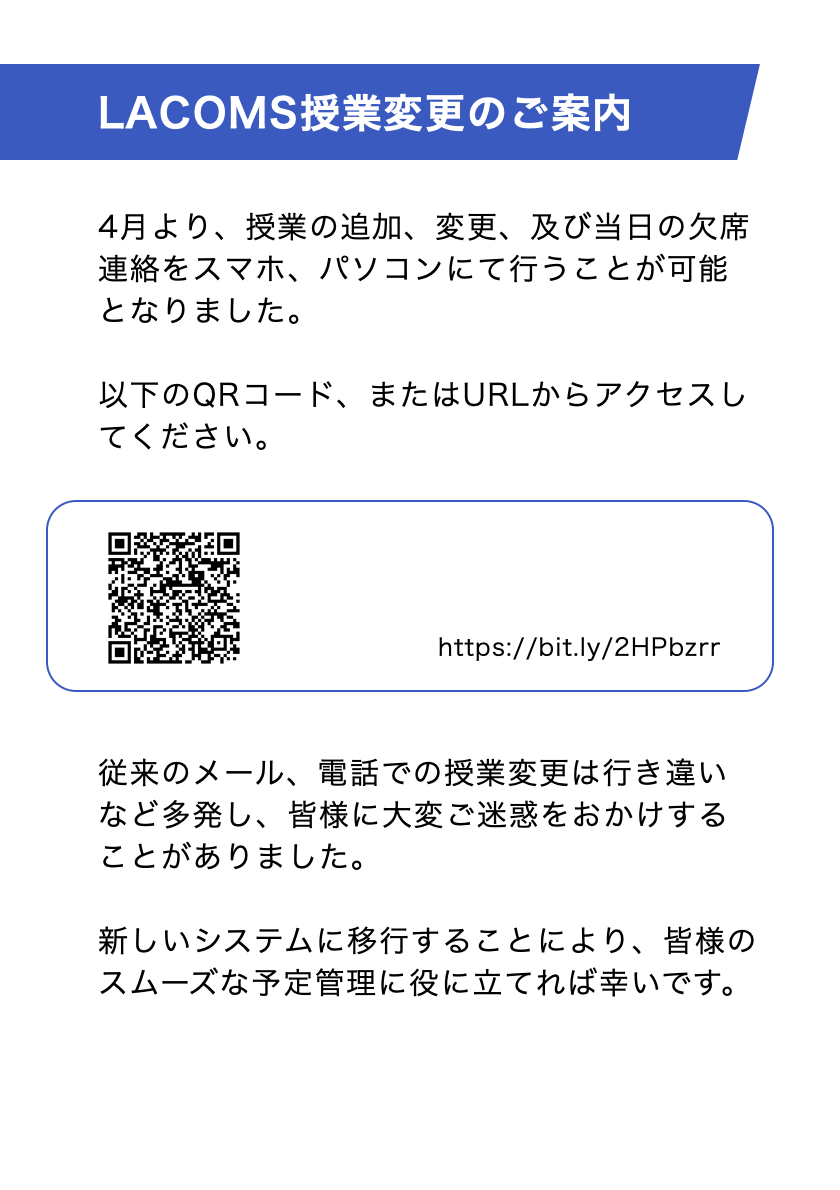 LACOMS授業変更のご案内
4月より、授業の追加、変更、及び当日の欠席
連絡をスマホ、パソコンにて行うことが可能
となりました。
以下のQRコード、またはURLからアクセスし
てください。
https://bit.ly/2HPbzrr
従来のメール、電話での授業変更は行き違い
など多発し、皆様に大変ご迷惑をおかけする
ことがありました。
新しいシステムに移行することにより、皆様の
スムーズな予定管理に役に立てれば幸いです。